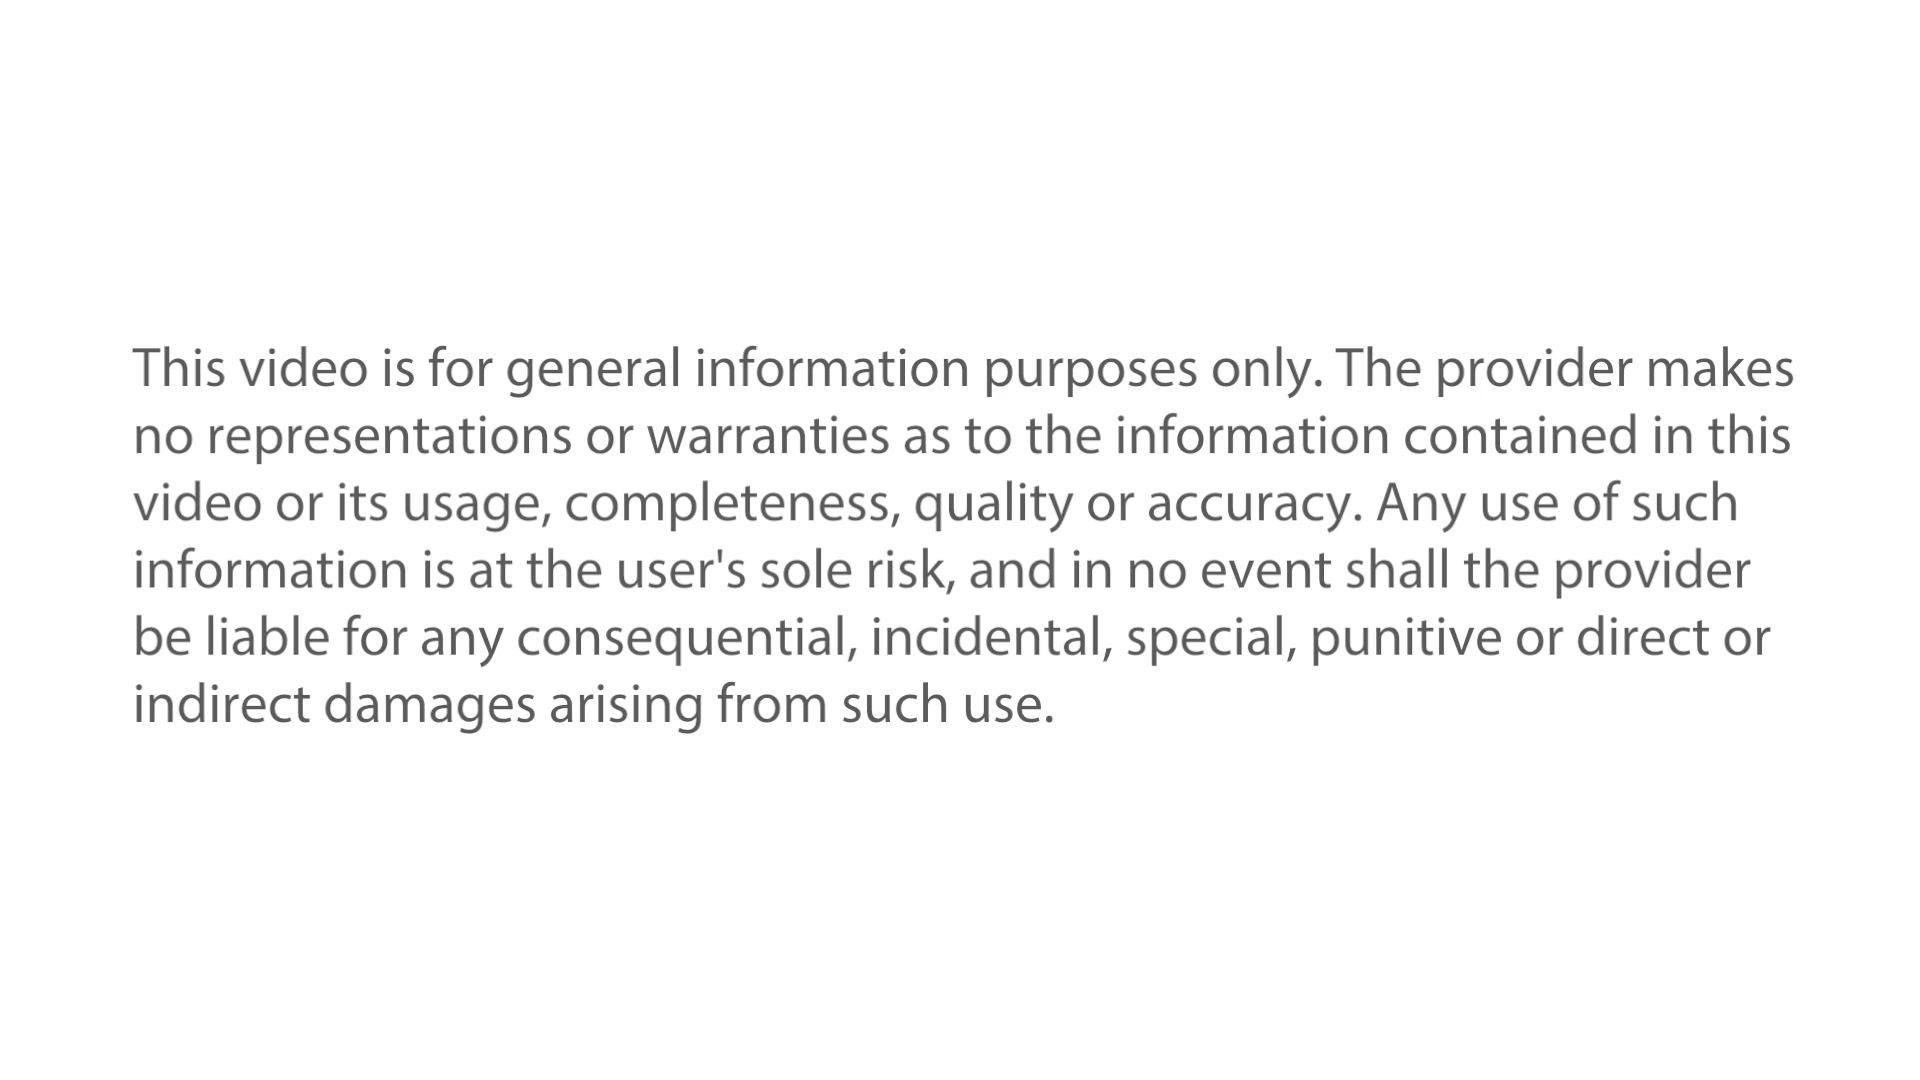 This video is for general information purposes only. The provider makes
no representations or warranties as to the information contained in this
video or its usage, completeness, quality or accuracy. Any use of such
information is at the user's sole risk, and in no event shall the provider
be liable for any consequential, incidental, special, punitive or direct or
indirect damages arising from such use.